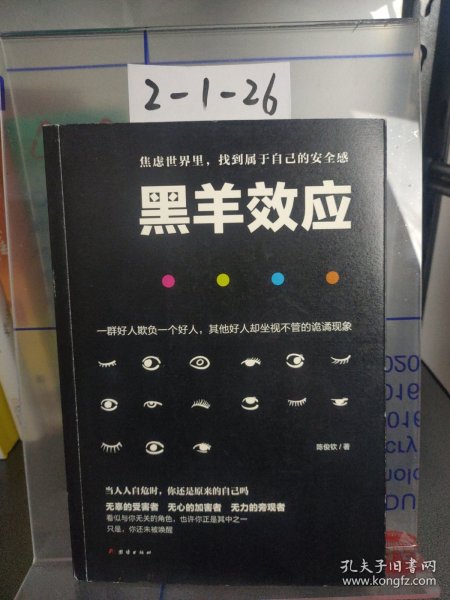 2-1-26
焦虑世界里，找到属于自己的安全感
黑羊效应
一群好人欺负一个好人，其他好人却坐视不管的诡谲现象
陈俊钦/著
当人人自危时，你还是原来的自己吗
无辜的受害者 无心的加害者 无力的旁观者
看似与你无关的角色，也许你正是其中之一
只是，你还未被唤醒
团结出版社
孔夫子旧书网
www.kongfz.com